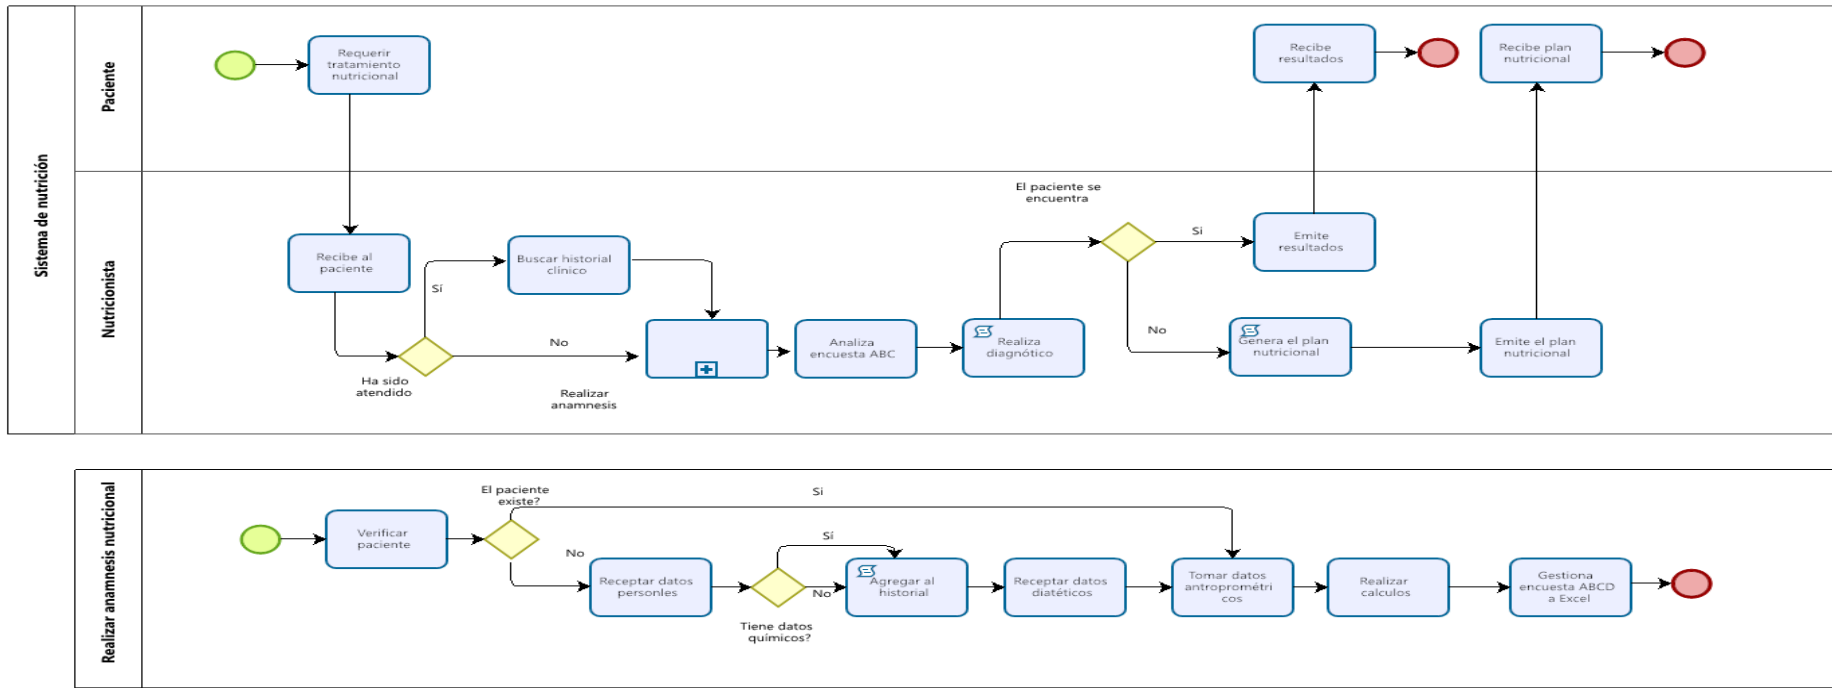 Sistema de nutrición
Paciente
Requerir
tratamiento
nutricional
Recibe
resultados
Recibe plan
nutricional
Nutricionista
Recibe al
paciente
Ha sido
atendido
Sí
Buscar historial
clínico
No
Realizar
anamnesis
Analiza
encuesta ABC
Realiza
diagnótico
El paciente se
encuentra
Si
Emite
resultados
No
Genera el plan
nutricional
Emite el plan
nutricional
Realizar anamnesis nutricional
Verificar
paciente
El paciente
existe?
Si
No
Receptar datos
personles
Tiene datos
químicos?
Sí
No
Agregar al
historial
Receptar datos
diatéticos
Tomar datos
antroprométri
cos
Realizar
calculos
Gestiona
encuesta ABCD
a Excel